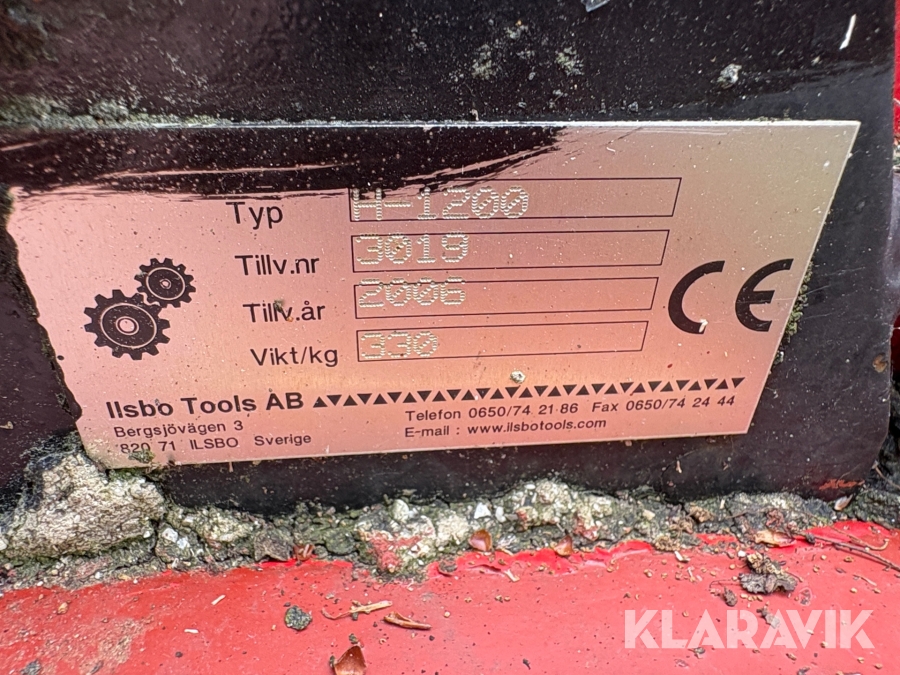 Typ H-1200
Tillv.nr 3019
Tillv.år 2006
Vikt/kg 330
CE
Ilsbo Tools AB
Bergsjövägen 3
820 71 ILSBO Sverige
Telefon 0650/74 21 86 Fax 0650/74 24 44
E-mail : www.ilsbotools.com
KLARAVIK